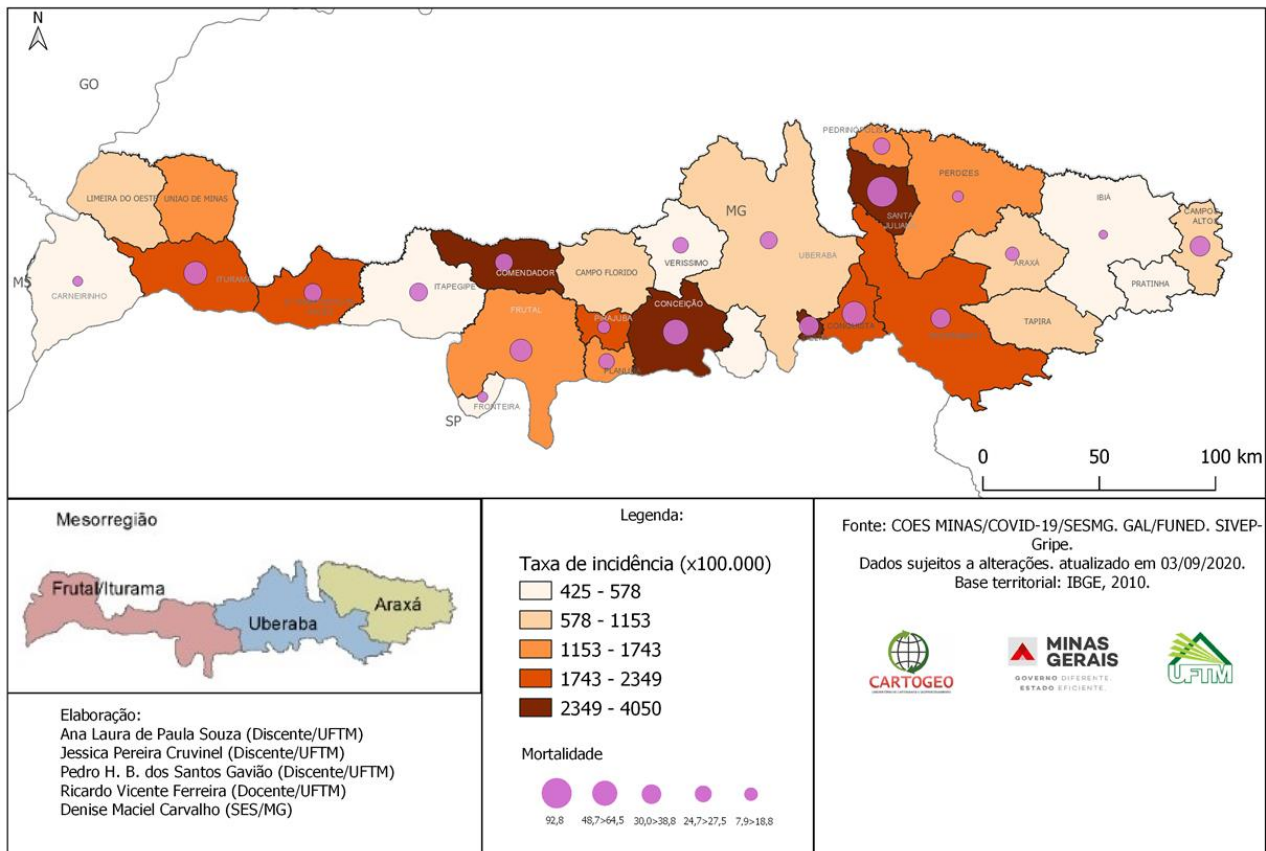 N
GO
MS
MG
SP
PEDRINÓPOLIS
PERDIZES
IBIÁ
LIMEIRA DO OESTE
UNIAO DE MINAS
SANTA
JULIANA
CAMPOS
ALTOS
VERISSIMO
UBERABA
ARAXÁ
COMENDADOR
CAMPO FLORIDO
ITURAMA
PRATINHA
CARNEIRINHO
ITAPEGIPE
CONCEIÇÃO
FRUTAL
PIRAJUBA
TAPIRA
CONQUISTA
FRONTEIRA
0 50 100 km
Mesorregião
Frutal/Iturama
Uberaba
Araxá
Elaboração:
Ana Laura de Paula Souza (Discente/UFTM)
Jessica Pereira Cruvinel (Discente/UFTM)
Pedro H. B. dos Santos Gavião (Discente/UFTM)
Ricardo Vicente Ferreira (Docente/UFTM)
Denise Maciel Carvalho (SES/MG)
Legenda:
Taxa de incidência (x100.000)
425 - 578
578 - 1153
1153 - 1743
1743 - 2349
2349 - 4050
Mortalidade
92,8 48,7>64,5 30,0>38,8 24,7>27,5 7,9>18,8
Fonte: COES MINAS/COVID-19/SESMG. GAL/FUNED. SIVEP-
Gripe.
Dados sujeitos a alterações. atualizado em 03/09/2020.
Base territorial: IBGE, 2010.
CARTOGEO
MINAS
GERAIS
GOVERNO DIFERENTE.
ESTADO EFICIENTE.
UFTM